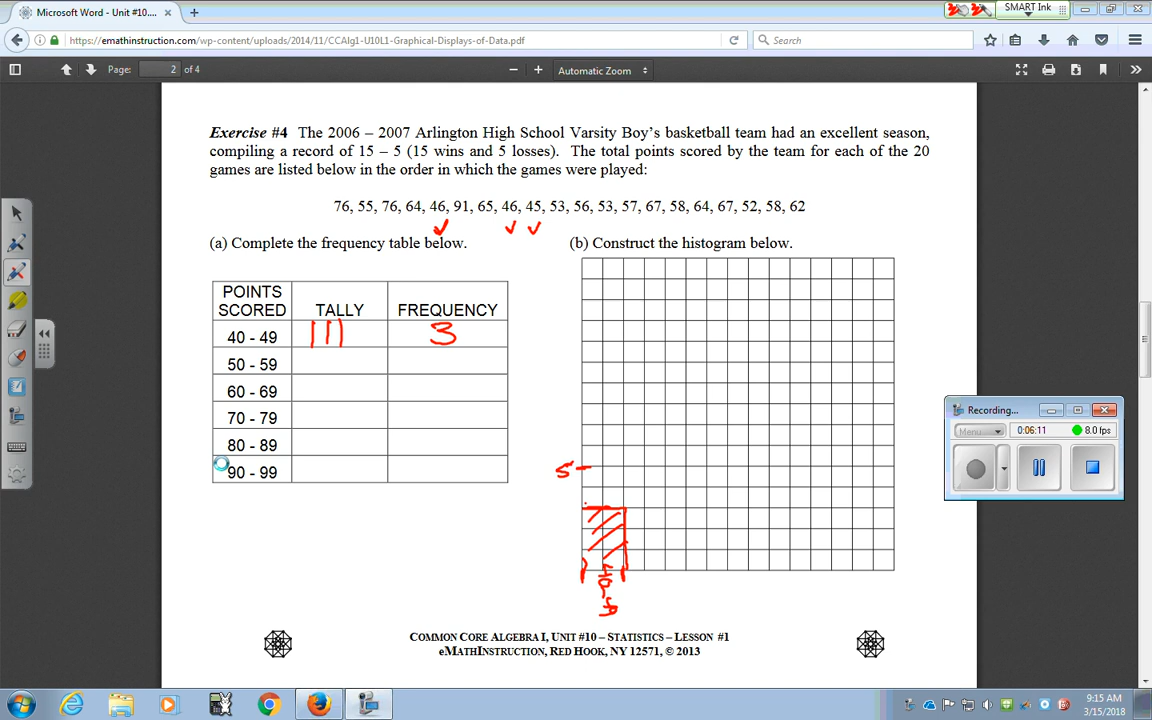 Microsoft Word - Unit #10....
SMART Ink
https://emathinstruction.com/wp-content/uploads/2014/11/CCAlg1-U10L1-Graphical-Displays-of-Data.pdf
Search
Page: 2 of 4
Automatic Zoom
Exercise #4 The 2006 – 2007 Arlington High School Varsity Boy's basketball team had an excellent season,
compiling a record of 15 – 5 (15 wins and 5 losses). The total points scored by the team for each of the 20
games are listed below in the order in which the games were played:
76, 55, 76, 64, 46, 91, 65, 46, 45, 53, 56, 53, 57, 67, 58, 64, 67, 52, 58, 62
(a) Complete the frequency table below.
(b) Construct the histogram below.
POINTS
SCORED TALLY FREQUENCY
40 - 49 3
50 - 59
60 - 69
70 - 79
80 - 89
90 - 99
5
Recording...
Menu 0:06:11 8.0 fps
COMMON CORE ALGEBRA I, UNIT #10 – STATISTICS – LESSON #1
eMATHINSTRUCTION, RED HOOK, NY 12571, © 2013
9:15 AM
3/15/2018